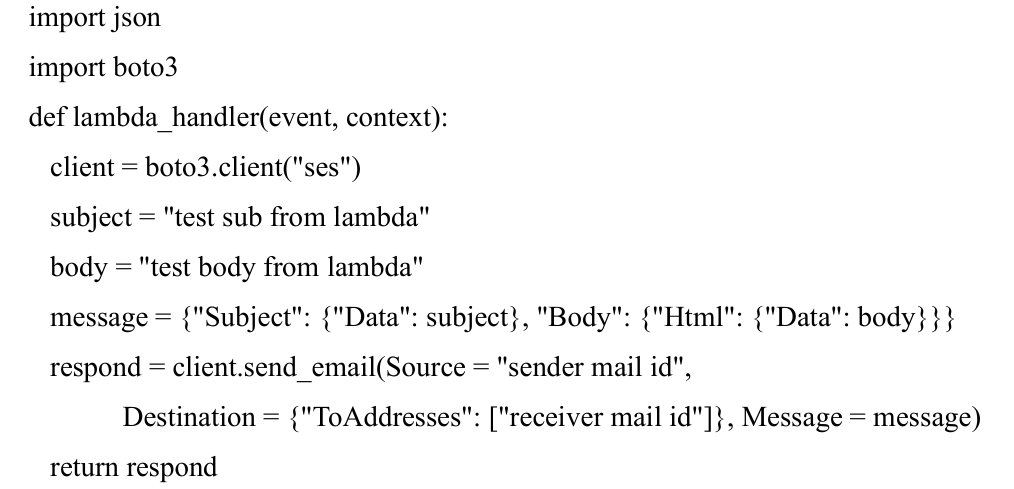 import json
import boto3
def lambda_handler(event, context):
client = boto3.client("ses")
subject = "test sub from lambda"
body = "test body from lambda"
message = {"Subject": {"Data": subject}, "Body": {"Html": {"Data": body}}}
respond = client.send_email(Source = "sender mail id",
Destination = {"ToAddresses": ["receiver mail id"]}, Message = message)
return respond